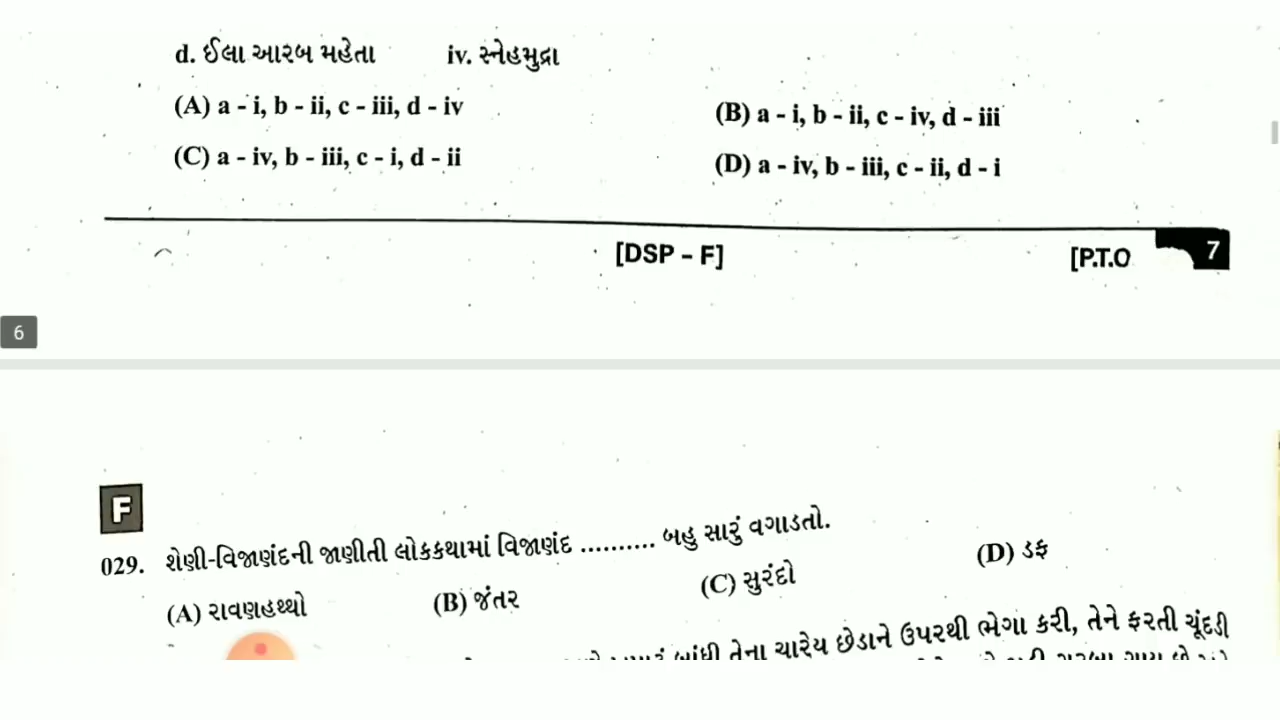 d. ઈલા આરબ મહેતા iv. સ્નેહમુદ્રા
(A) a - i, b - ii, c - iii, d - iv (B) a - i, b - ii, c - iv, d - iii
(C) a - iv, b - iii, c - i, d - ii (D) a - iv, b - iii, c - ii, d - i
[DSP - F] [P.T.O 7
6
F
029. શેણી-વિજાણંદની જાણીતી લોકકથામાં વિજાણંદ .......... બહુ સારું વગાડતો.
(A) રાવણહથ્થો (B) જંતર (C) સુરંદો (D) ડફ
બાંધી તેના ચારેય છેડાને ઉપરથી ભેગા કરી, તેને ફરતી ચૂંદડી